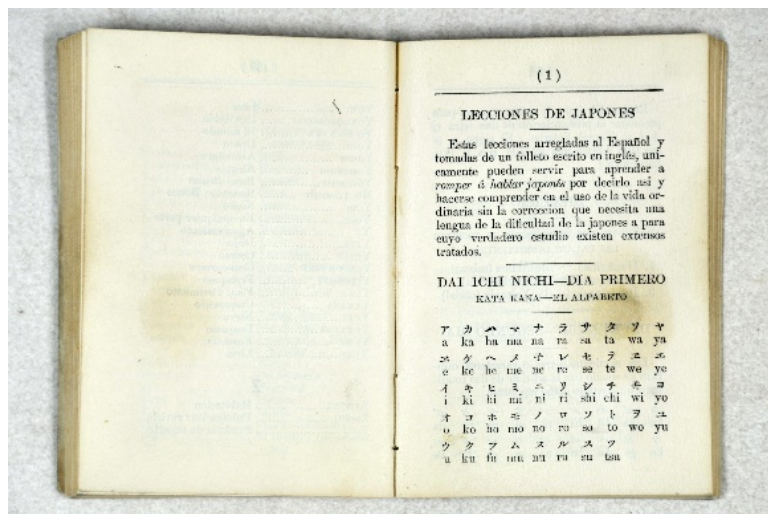 (1)
LECCIONES DE JAPONES
Estas lecciones arregladas al Español y
tomadas de un folleto escrito en inglés, uni-
camente pueden servir para aprender a
romper á hablar japonés por decirlo asi y
hacerse comprender en el uso de la vida or-
dinaria sin la correccion que necesita una
lengua de la dificultad de la japones a para
cuyo verdadero estudio existen extensos
tratados.
DAI ICHI NICHI—DIA PRIMERO
KATA KANA—EL ALFABETO
ア カ ハ マ ナ ラ サ タ ワ ヤ
a ka ha ma na ra sa ta wa ya
エ ケ ヘ メ 子 レ セ テ ヱ エ
e ke he me ne re se te we ye
イ キ ヒ ミ ニ リ シ チ ヰ ヨ
i ki hi mi ni ri shi chi wi yo
オ コ ホ モ ノ ロ ソ ト ヲ ユ
o ko ho mo no ro so to wo yu
ウ ク フ ム ヌ ル ス ツ
u ku fu mu nu ru su tsu